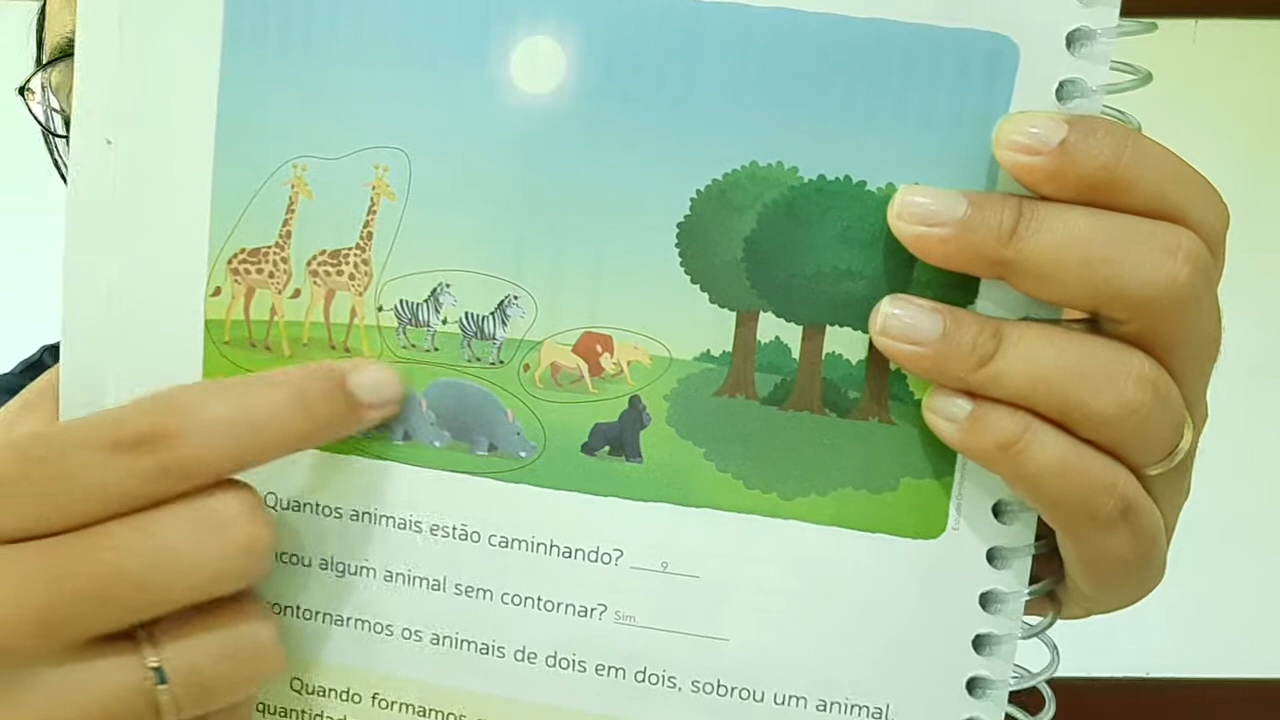 Quantos animais estão caminhando? 9
icou algum animal sem contornar? Sim.
contornarmos os animais de dois em dois, sobrou um animal.
Quando formamos
quantidad